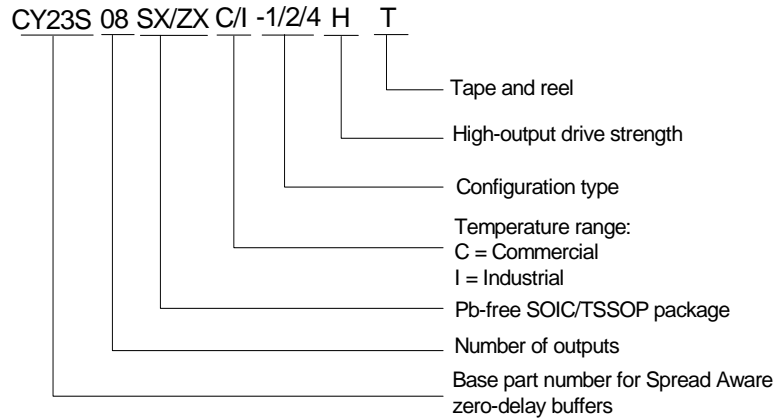 CY23S 08 SX/ZX C/I -1/2/4 H T
Tape and reel
High-output drive strength
Configuration type
Temperature range:
C = Commercial
I = Industrial
Pb-free SOIC/TSSOP package
Number of outputs
Base part number for Spread Aware
zero-delay buffers